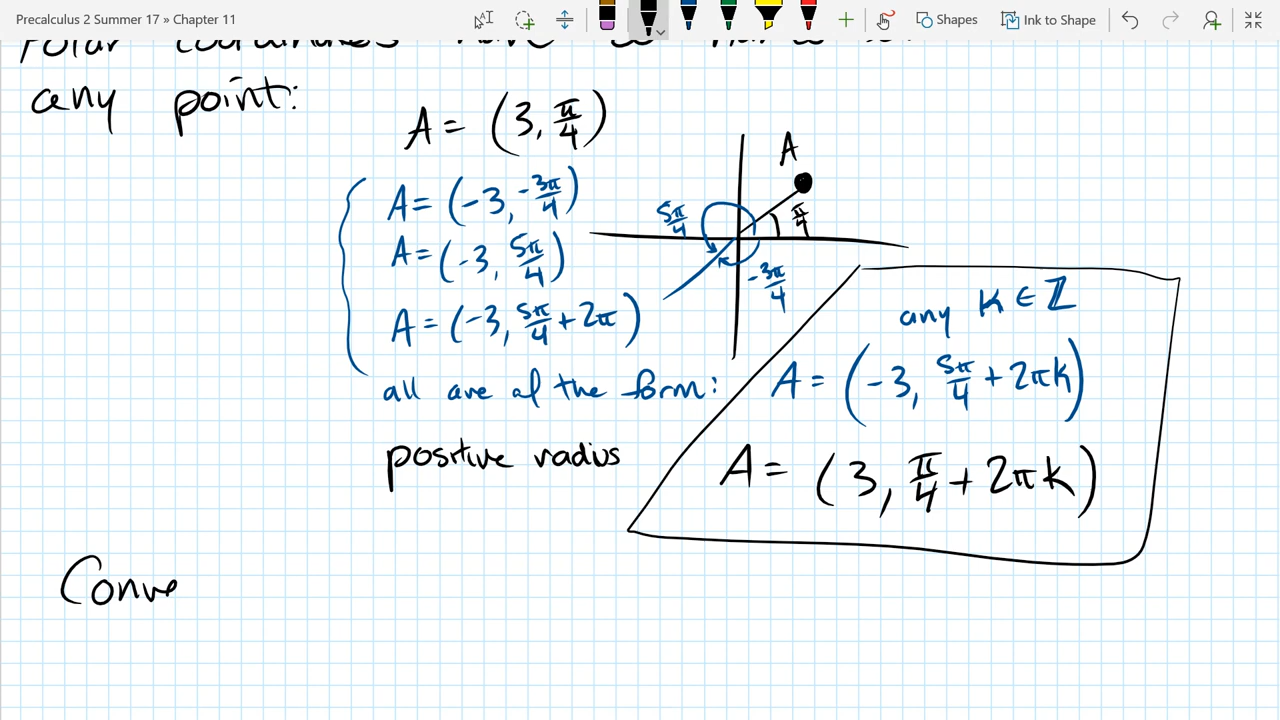 Precalculus 2 Summer 17 » Chapter 11
Shapes
Ink to Shape
Polar coordinates
any point:
A = (3, π/4)
A = (-3, -3π/4)
A = (-3, 5π/4)
A = (-3, 5π/4 + 2π)
A
π/4
5π/4
-3π/4
any K ∈ ℤ
all are of the form: A = (-3, 5π/4 + 2πK)
positive radius A = (3, π/4 + 2πK)
Conve